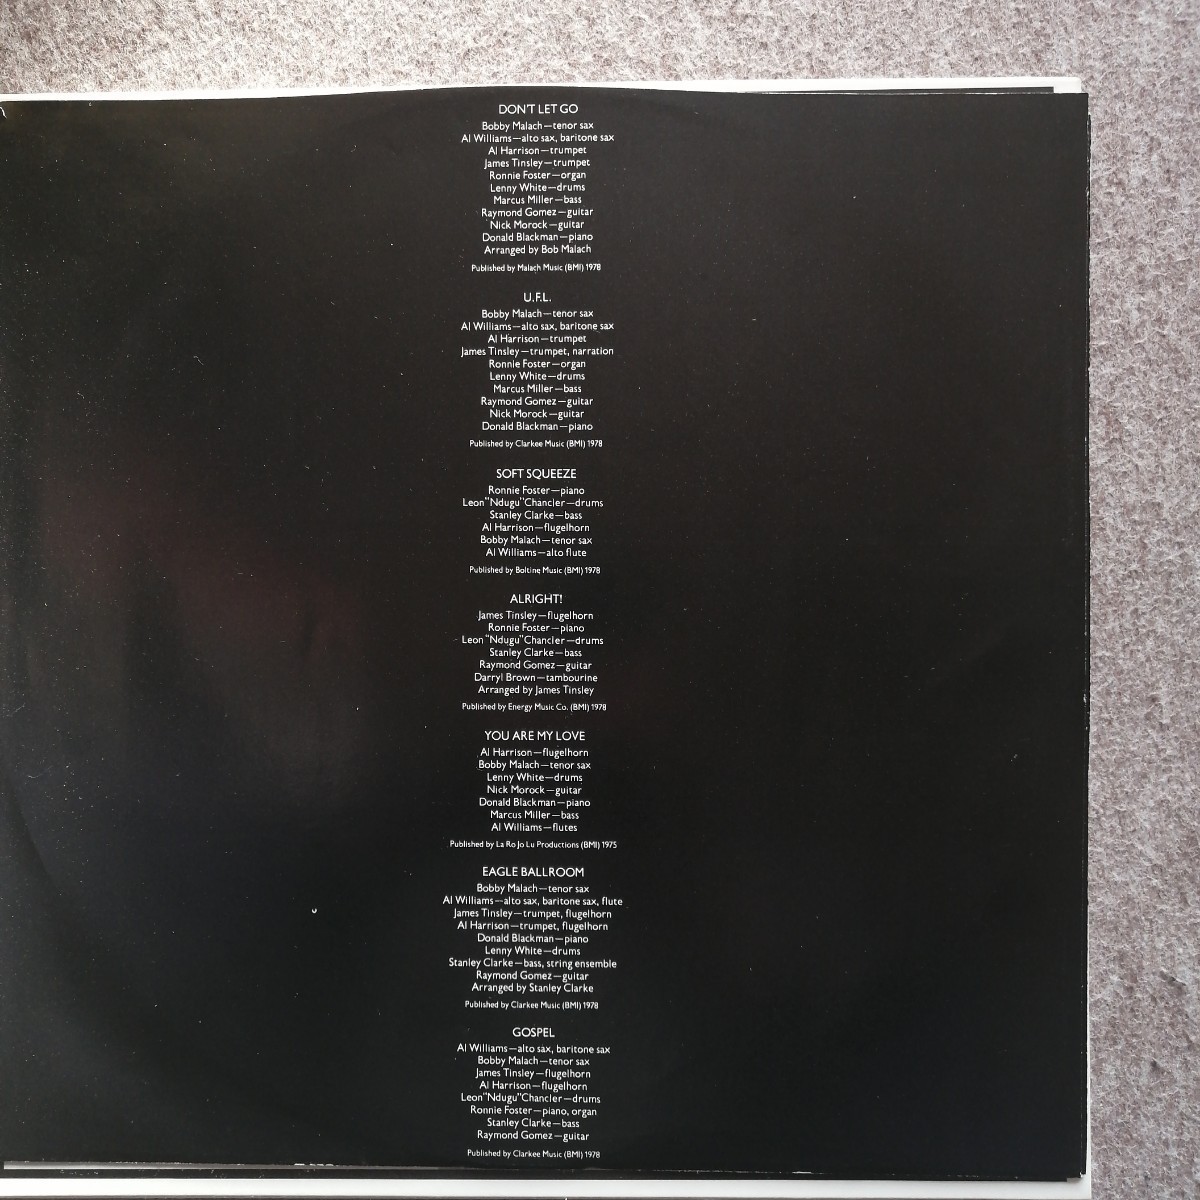 DON'T LET GO
Bobby Malach—tenor sax
Al Williams—alto sax, baritone sax
Al Harrison—trumpet
James Tinsley—trumpet
Ronnie Foster—organ
Lenny White—drums
Marcus Miller—bass
Raymond Gomez—guitar
Nick Morock—guitar
Donald Blackman—piano
Arranged by Bob Malach
Published by Malach Music (BMI) 1978
U.F.L.
Bobby Malach—tenor sax
Al Williams—alto sax, baritone sax
Al Harrison—trumpet
James Tinsley—trumpet, narration
Ronnie Foster—organ
Lenny White—drums
Marcus Miller—bass
Raymond Gomez—guitar
Nick Morock—guitar
Donald Blackman—piano
Published by Clarkee Music (BMI) 1978
SOFT SQUEEZE
Ronnie Foster—piano
Leon"Ndugu"Chancler—drums
Stanley Clarke—bass
Al Harrison—flugelhorn
Bobby Malach—tenor sax
Al Williams—alto flute
Published by Boltine Music (BMI) 1978
ALRIGHT!
James Tinsley—flugelhorn
Ronnie Foster—piano
Leon"Ndugu"Chancler—drums
Stanley Clarke—bass
Raymond Gomez—guitar
Darryl Brown—tambourine
Arranged by James Tinsley
Published by Energy Music Co. (BMI) 1978
YOU ARE MY LOVE
Al Harrison—flugelhorn
Bobby Malach—tenor sax
Lenny White—drums
Nick Morock—guitar
Donald Blackman—piano
Marcus Miller—bass
Al Williams—flutes
Published by La Ro Jo Lu Productions (BMI) 1975
EAGLE BALLROOM
Bobby Malach—tenor sax
Al Williams—alto sax, baritone sax, flute
James Tinsley—trumpet, flugelhorn
Al Harrison—trumpet, flugelhorn
Donald Blackman—piano
Lenny White—drums
Stanley Clarke—bass, string ensemble
Raymond Gomez—guitar
Arranged by Stanley Clarke
Published by Clarkee Music (BMI) 1978
GOSPEL
Al Williams—alto sax, baritone sax
Bobby Malach—tenor sax
James Tinsley—flugelhorn
Al Harrison—flugelhorn
Leon"Ndugu"Chancler—drums
Ronnie Foster—piano, organ
Stanley Clarke—bass
Raymond Gomez—guitar
Published by Clarkee Music (BMI) 1978